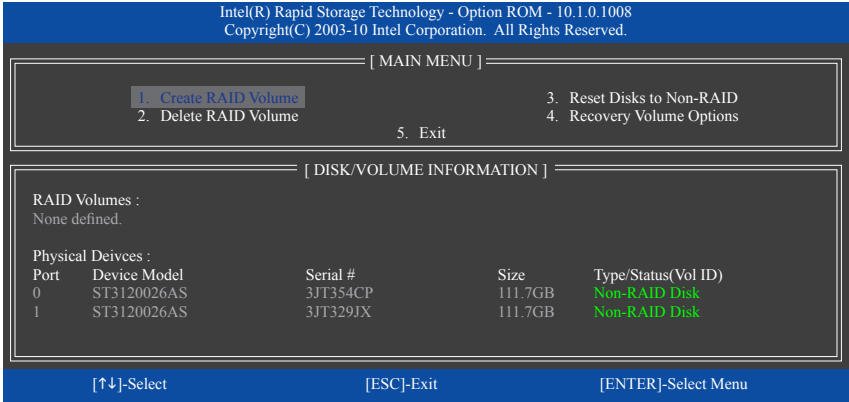 Intel(R) Rapid Storage Technology - Option ROM - 10.1.0.1008
Copyright(C) 2003-10 Intel Corporation.  All Rights Reserved.
[ MAIN MENU ]
1.  Create RAID Volume    3.  Reset Disks to Non-RAID
2.  Delete RAID Volume    4.  Recovery Volume Options
5.  Exit
[ DISK/VOLUME INFORMATION ]
RAID Volumes :
None defined.
Physical Deivces :
Port    Device Model    Serial #    Size    Type/Status(Vol ID)
0    ST3120026AS    3JT354CP    111.7GB    Non-RAID Disk
1    ST3120026AS    3JT329JX    111.7GB    Non-RAID Disk
[↑↓]-Select    [ESC]-Exit    [ENTER]-Select Menu